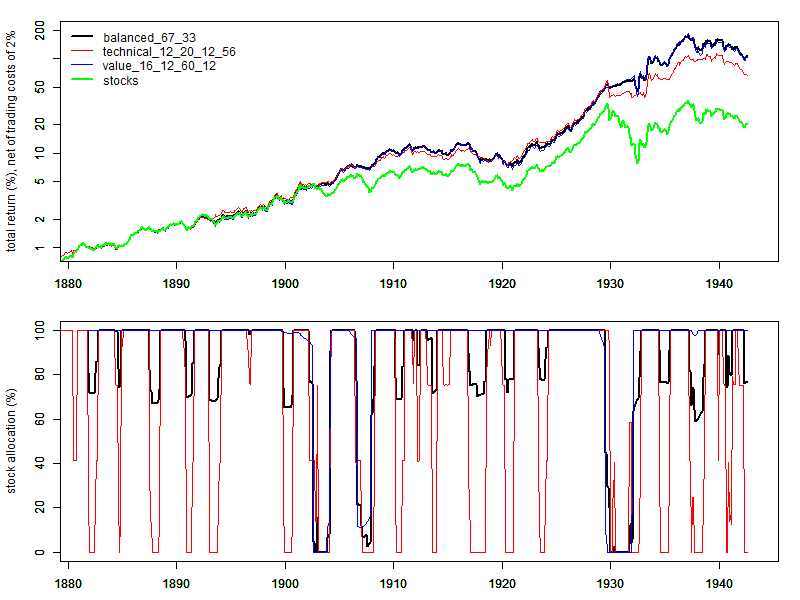 total return (%), net of trading costs of 2%
200
50
20
10
5
2
1
balanced_67_33
technical_12_20_12_56
value_16_12_60_12
stocks
1880 1890 1900 1910 1920 1930 1940
stock allocation (%)
100
80
60
40
20
0
1880 1890 1900 1910 1920 1930 1940